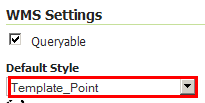 WMS Settings
Queryable
Default Style
Template_Point